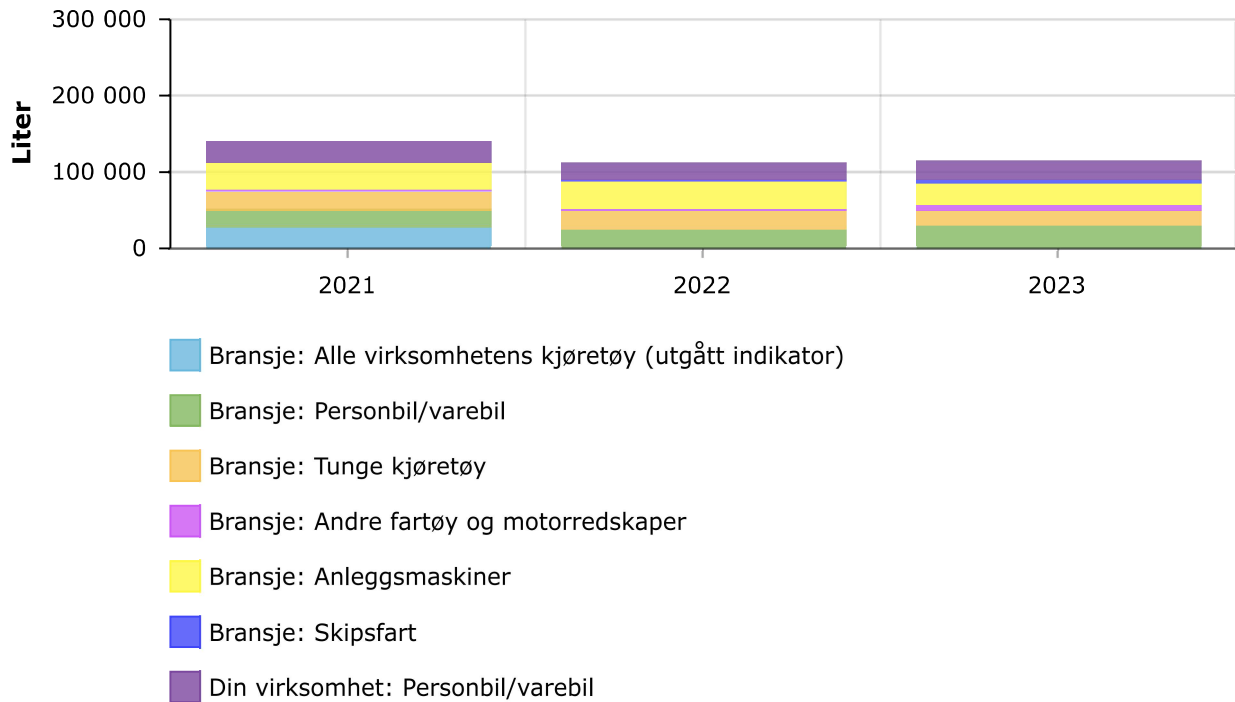 300 000
200 000
100 000
0
Liter
2021
2022
2023
Bransje: Alle virksomhetens kjøretøy (utgått indikator)
Bransje: Personbil/varebil
Bransje: Tunge kjøretøy
Bransje: Andre fartøy og motorredskaper
Bransje: Anleggsmaskiner
Bransje: Skipsfart
Din virksomhet: Personbil/varebil